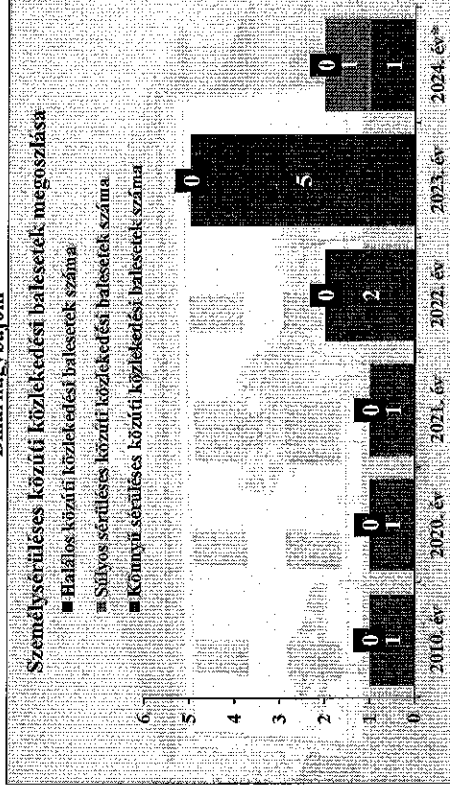 Személysérüléses közúti közlekedési balesetek megoszlása
Halálos közúti közlekedési balesetek száma
Súlyos sérüléses közúti közlekedési balesetek száma
Könnyű sérüléses közúti közlekedési balesetek száma
6
5
4
3
2
1
0
0
1
0
1
0
1
0
2
0
5
0
1
1
2010. év
2020. év
2021. év
2022. év
2023. év
2024. év*